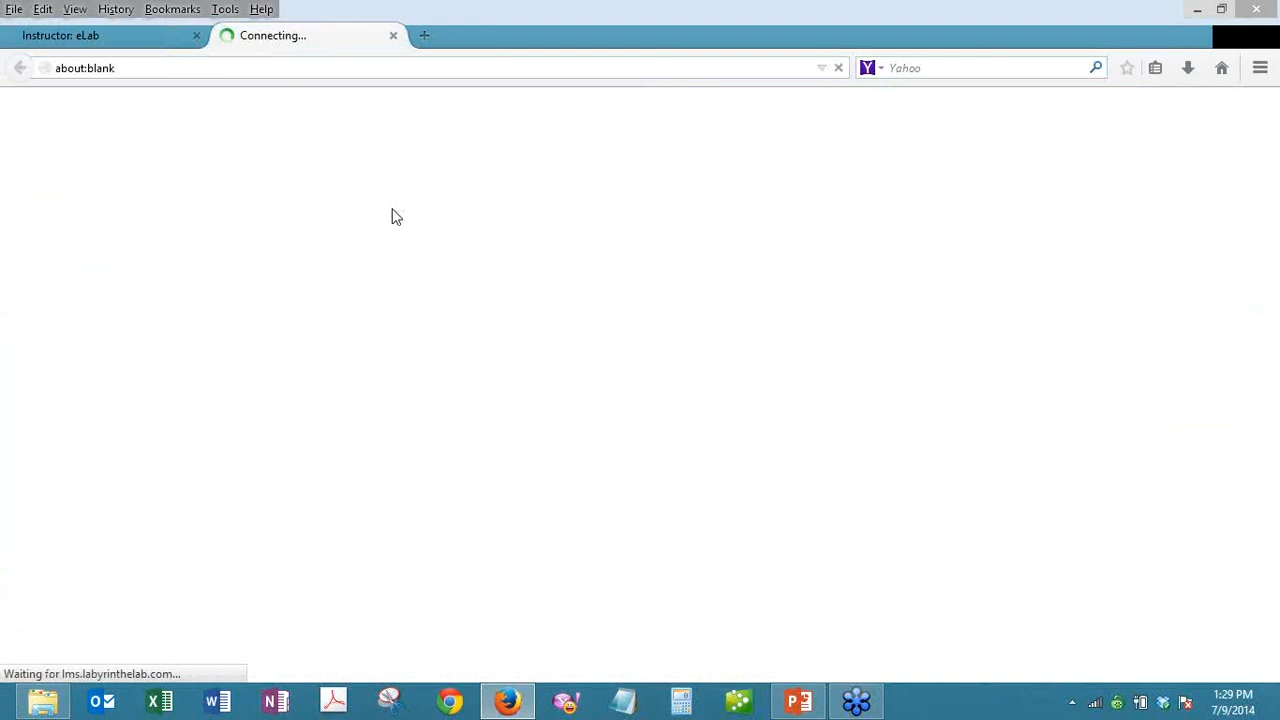 File Edit View History Bookmarks Tools Help
Instructor: eLab
Connecting...
about:blank
Yahoo
Waiting for lms.labyrinthelab.com...
1:29 PM
7/9/2014